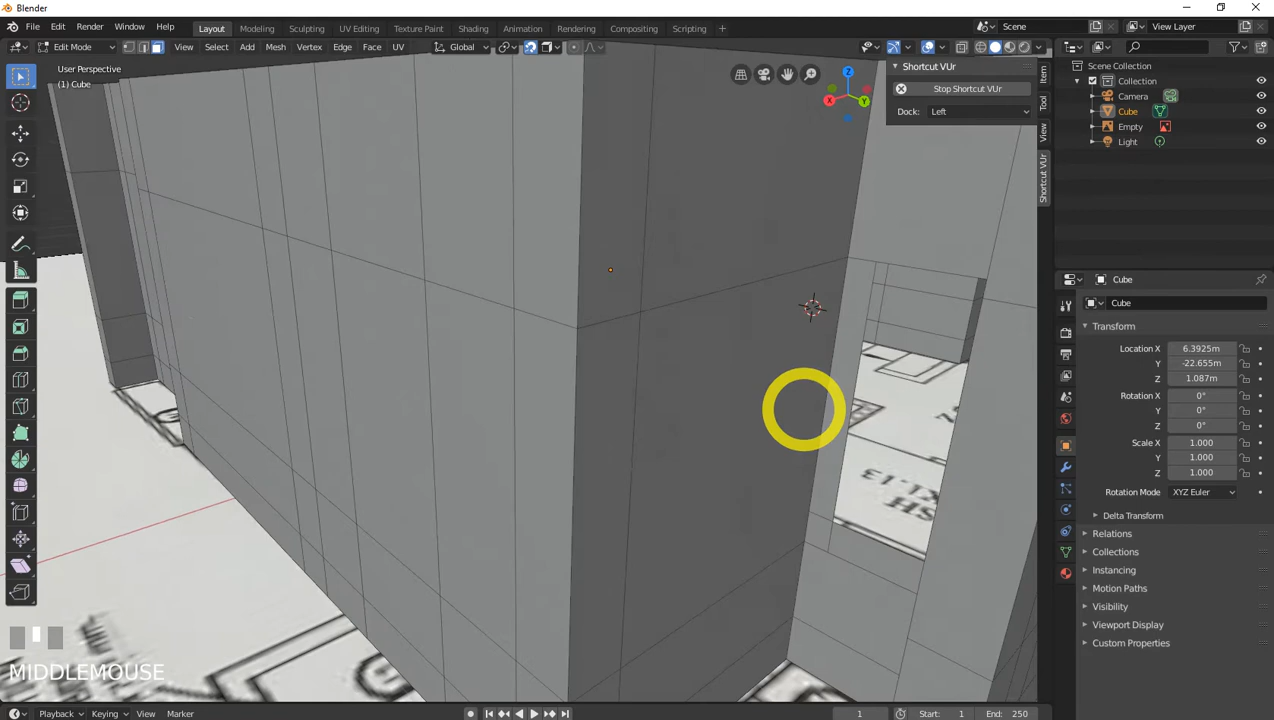 Blender
File Edit Render Window Help Layout Modeling Sculpting UV Editing Texture Paint Shading Animation Rendering Compositing Scripting Scene View Layer
Edit Mode View Select Add Mesh Vertex Edge Face UV Global
User Perspective
(1) Cube
Shortcut VUr
Stop Shortcut VUr
Dock: Left
Item
Tool
View
Shortcut VUr
X
Y
Z
Scene Collection
Collection
Camera
Cube
Empty
Light
Cube
Cube
Transform
Location X 6.3925m
Y -22.655m
Z 1.087m
Rotation X 0°
Y 0°
Z 0°
Scale X 1.000
Y 1.000
Z 1.000
Rotation Mode XYZ Euler
Delta Transform
Relations
Collections
Instancing
Motion Paths
Visibility
Viewport Display
Custom Properties
MIDDLEMOUSE
Playback Keying View Marker 1 Start: 1 End: 250